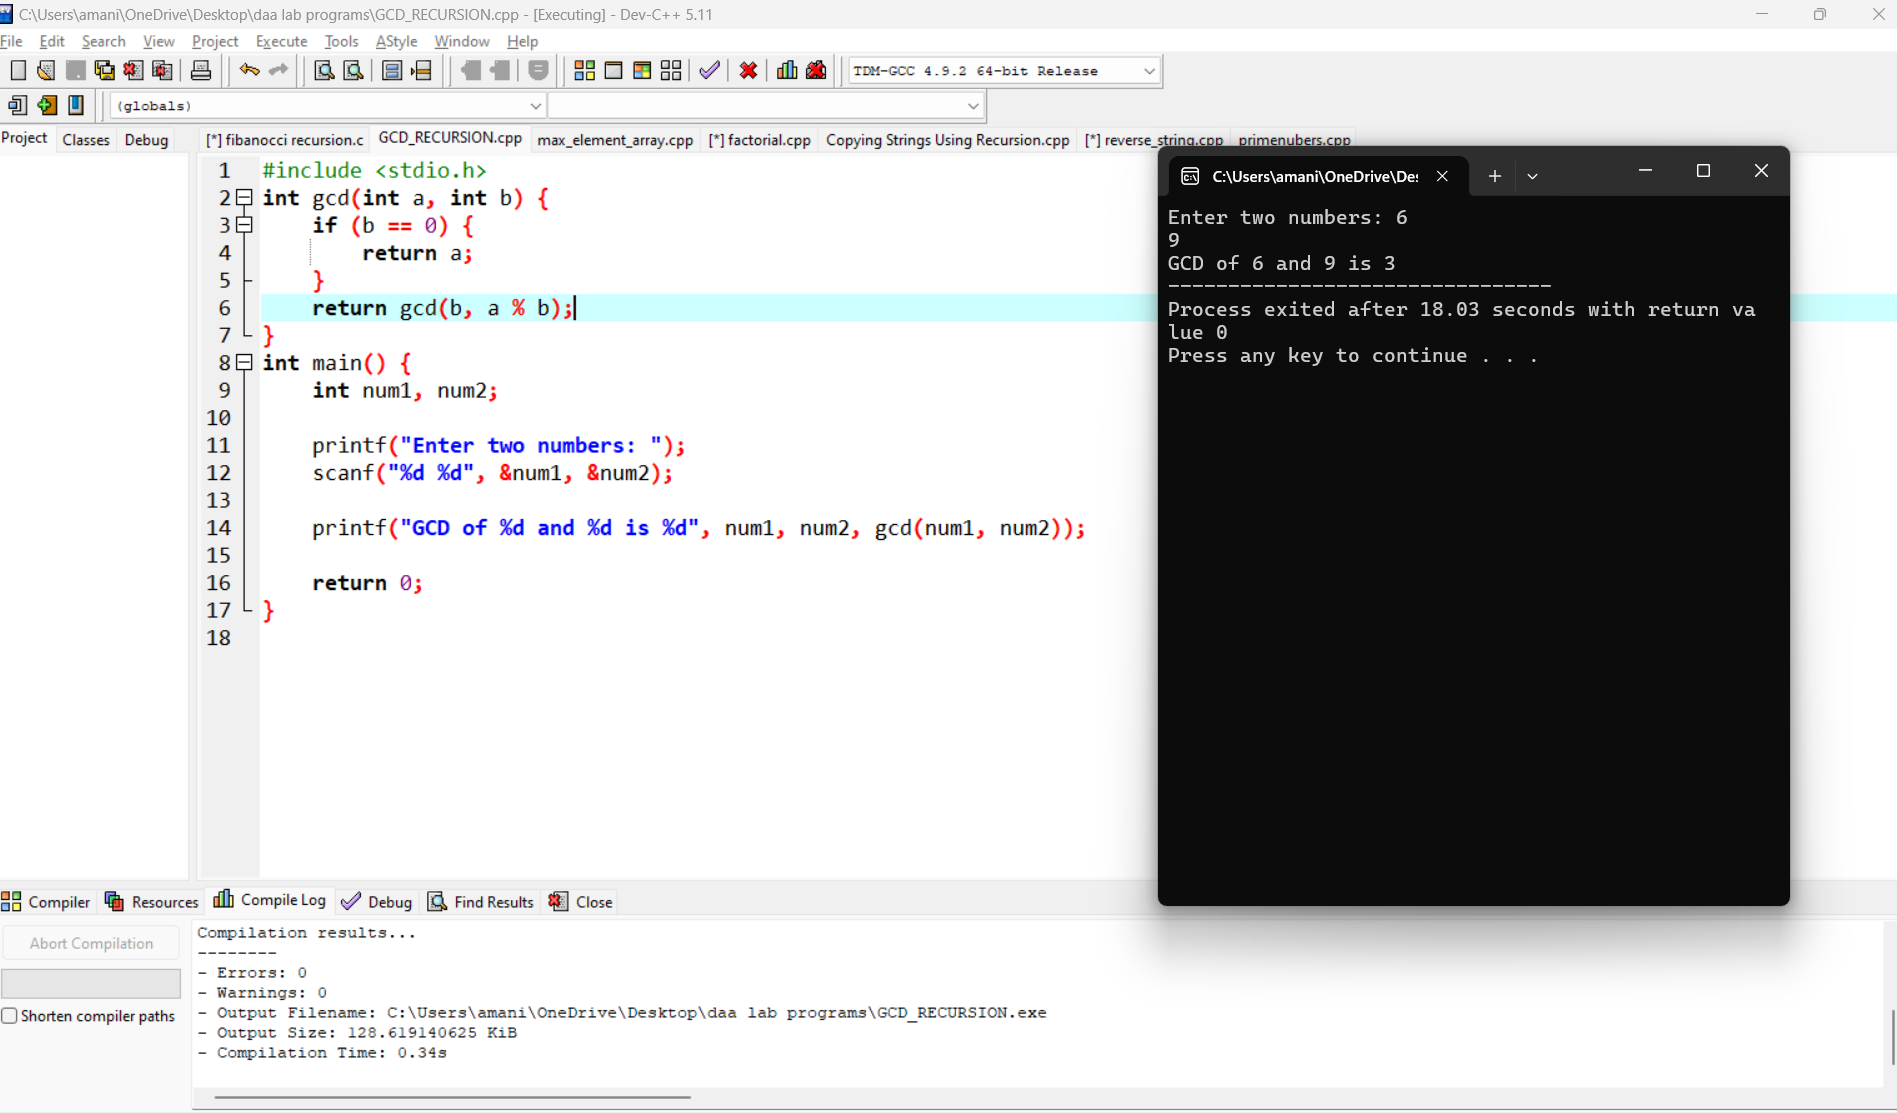 C:\Users\amani\OneDrive\Desktop\daa lab programs\GCD_RECURSION.cpp - [Executing] - Dev-C++ 5.11
File Edit Search View Project Execute Tools AStyle Window Help
TDM-GCC 4.9.2 64-bit Release
(globals)
Project Classes Debug
[*] fibanocci recursion.c GCD_RECURSION.cpp max_element_array.cpp [*] factorial.cpp Copying Strings Using Recursion.cpp [*] reverse_string.cpp primenubers.cpp
1 #include <stdio.h>
2 int gcd(int a, int b) {
3 if (b == 0) {
4 return a;
5 }
6 return gcd(b, a % b);
7 }
8 int main() {
9 int num1, num2;
10
11 printf("Enter two numbers: ");
12 scanf("%d %d", &num1, &num2);
13
14 printf("GCD of %d and %d is %d", num1, num2, gcd(num1, num2));
15
16 return 0;
17 }
18
C:\Users\amani\OneDrive\Des
Enter two numbers: 6
9
GCD of 6 and 9 is 3
--------------------------------
Process exited after 18.03 seconds with return va
lue 0
Press any key to continue . . .
Compiler Resources Compile Log Debug Find Results Close
Abort Compilation
Shorten compiler paths
Compilation results...
--------
- Errors: 0
- Warnings: 0
- Output Filename: C:\Users\amani\OneDrive\Desktop\daa lab programs\GCD_RECURSION.exe
- Output Size: 128.619140625 KiB
- Compilation Time: 0.34s